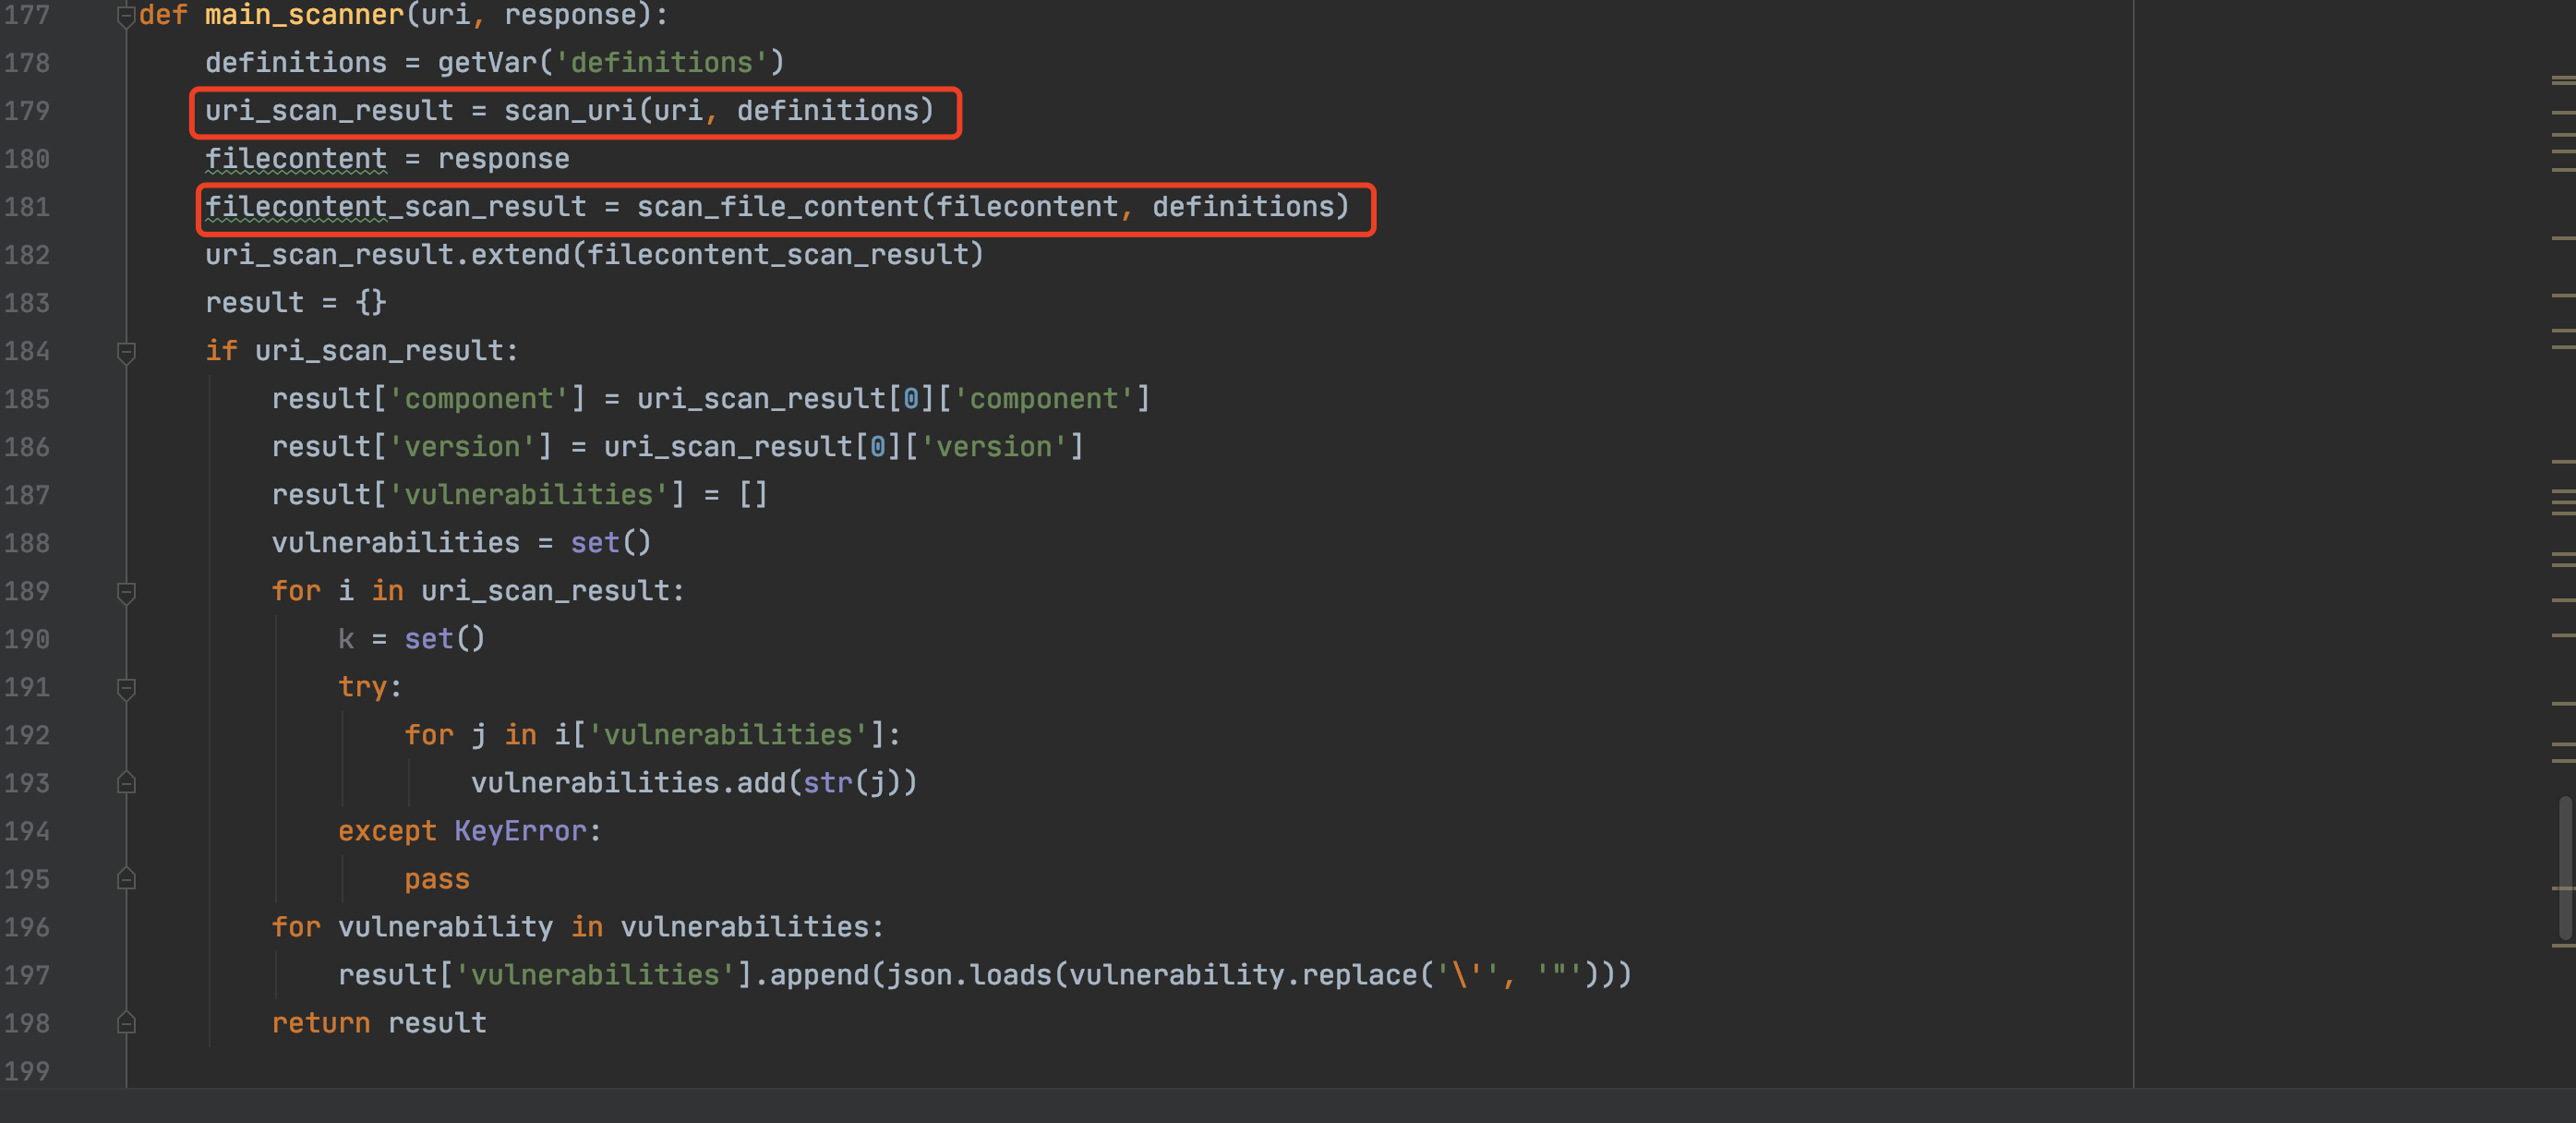 177 def main_scanner(uri, response):
178     definitions = getVar('definitions')
179     uri_scan_result = scan_uri(uri, definitions)
180     filecontent = response
181     filecontent_scan_result = scan_file_content(filecontent, definitions)
182     uri_scan_result.extend(filecontent_scan_result)
183     result = {}
184     if uri_scan_result:
185         result['component'] = uri_scan_result[0]['component']
186         result['version'] = uri_scan_result[0]['version']
187         result['vulnerabilities'] = []
188         vulnerabilities = set()
189         for i in uri_scan_result:
190             k = set()
191             try:
192                 for j in i['vulnerabilities']:
193                     vulnerabilities.add(str(j))
194             except KeyError:
195                 pass
196         for vulnerability in vulnerabilities:
197             result['vulnerabilities'].append(json.loads(vulnerability.replace('\'', '"')))
198         return result
199